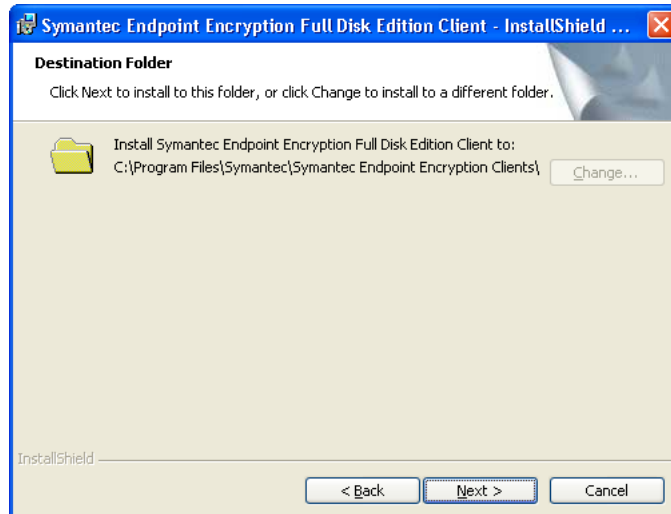 Symantec Endpoint Encryption Full Disk Edition Client - InstallShield ...
Destination Folder
Click Next to install to this folder, or click Change to install to a different folder.
Install Symantec Endpoint Encryption Full Disk Edition Client to:
C:\Program Files\Symantec\Symantec Endpoint Encryption Clients\
Change...
InstallShield
< Back
Next >
Cancel